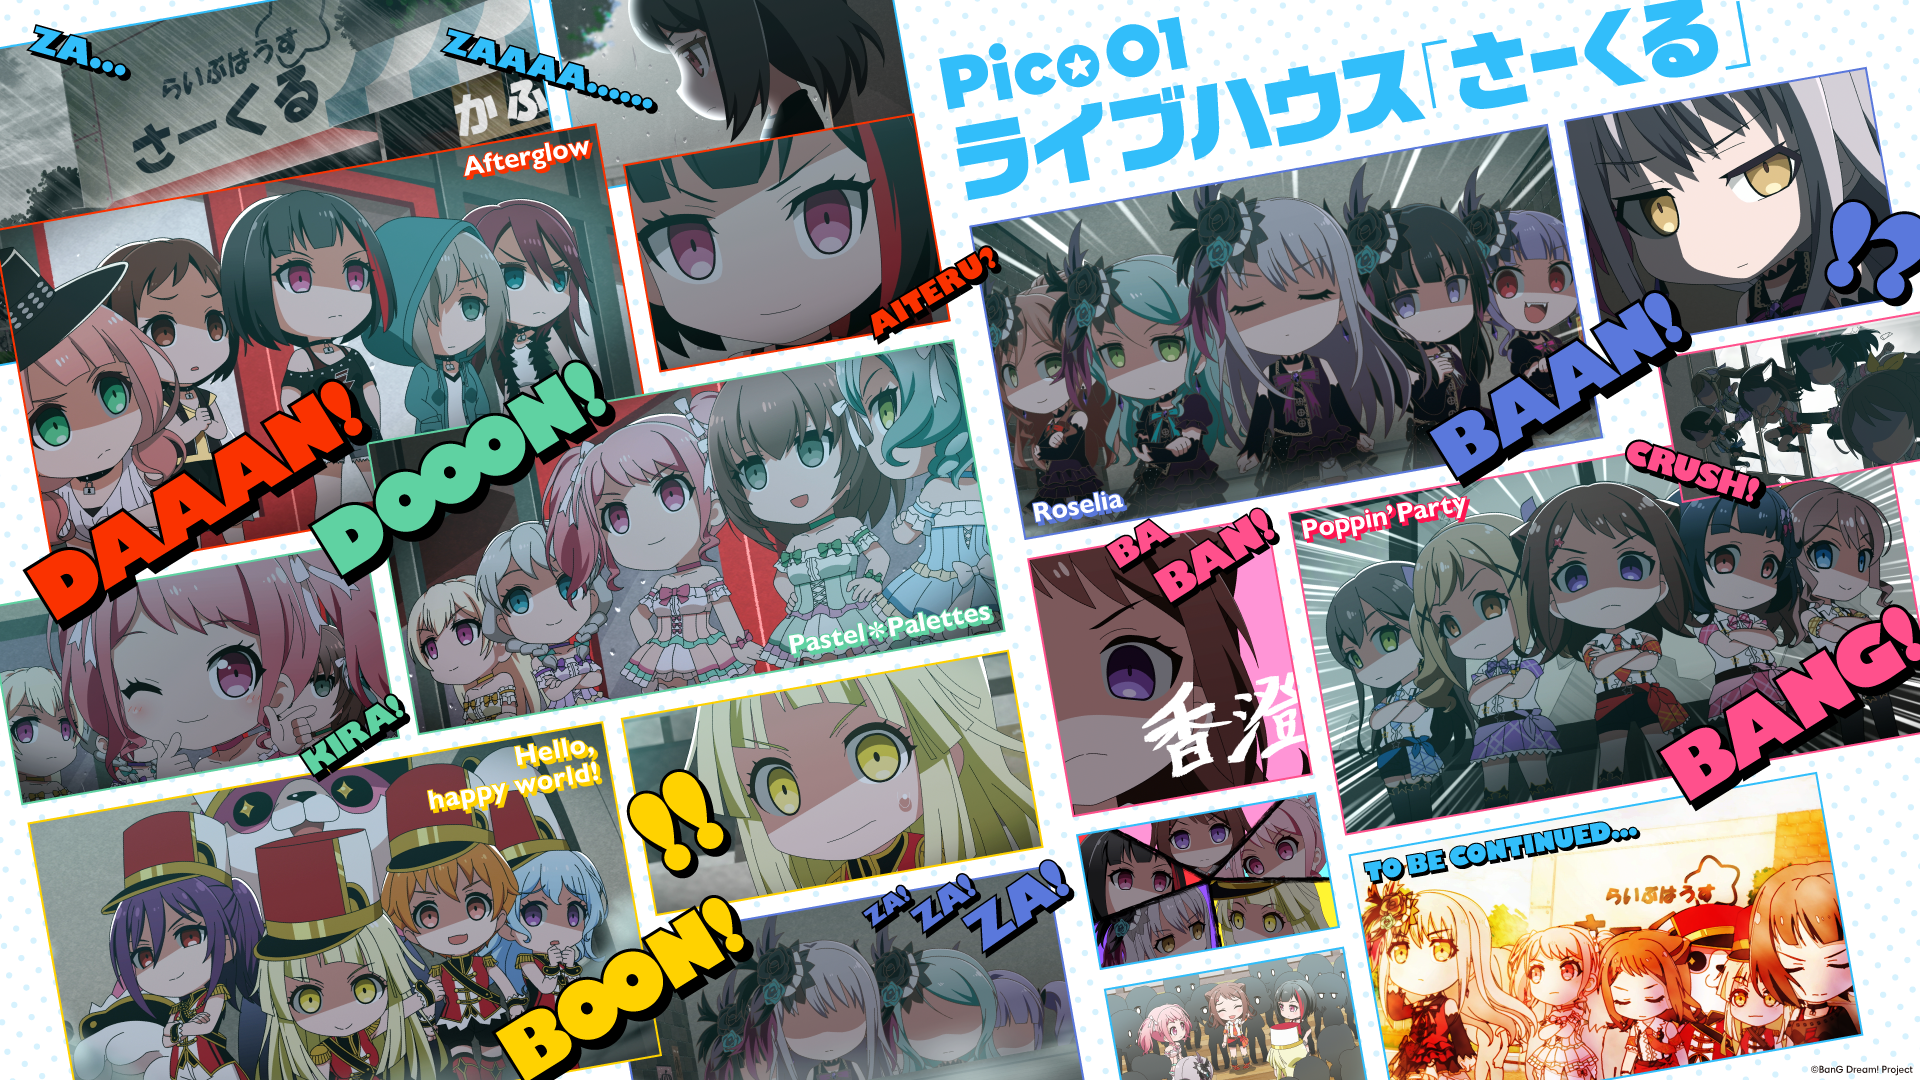 ZA...
らいぶはうす
さーくる
かふ
ZAAAA......
Afterglow
AITERU?
DAAAN!
DOOON!
Pastel✽Palettes
KIRA!
Hello,
happy world!
!!
BOON!
ZA! ZA! ZA!
Pico 01
ライブハウス「さーくる」
!?
Roselia
BAAN!
CRUSH!
BA
BAN!
香澄
Poppin'Party
BANG!
TO BE CONTINUED...
らいぶはうす
©BanG Dream! Project